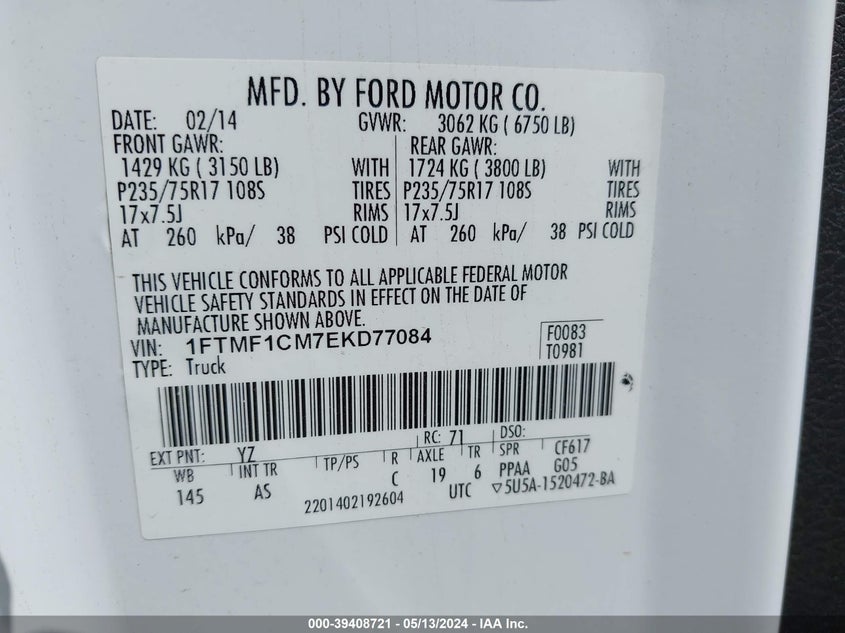 MFD. BY FORD MOTOR CO.
DATE: 02/14 GVWR: 3062 KG ( 6750 LB)
FRONT GAWR: REAR GAWR:
1429 KG ( 3150 LB) WITH 1724 KG ( 3800 LB) WITH
P235/75R17 108S TIRES P235/75R17 108S TIRES
17x7.5J RIMS 17x7.5J RIMS
AT 260 kPa/ 38 PSI COLD AT 260 kPa/ 38 PSI COLD
THIS VEHICLE CONFORMS TO ALL APPLICABLE FEDERAL MOTOR
VEHICLE SAFETY STANDARDS IN EFFECT ON THE DATE OF
MANUFACTURE SHOWN ABOVE.
VIN: 1FTMF1CM7EKD77084 F0083
TYPE: Truck T0981
EXT PNT: YZ RC: 71 DSO:
WB INT TR TP/PS R AXLE TR SPR CF617
145 AS C 19 6 PPAA G05
2201402192604 UTC ▽5U5A-1520472-BA
000-39408721 - 05/13/2024 - IAA Inc.